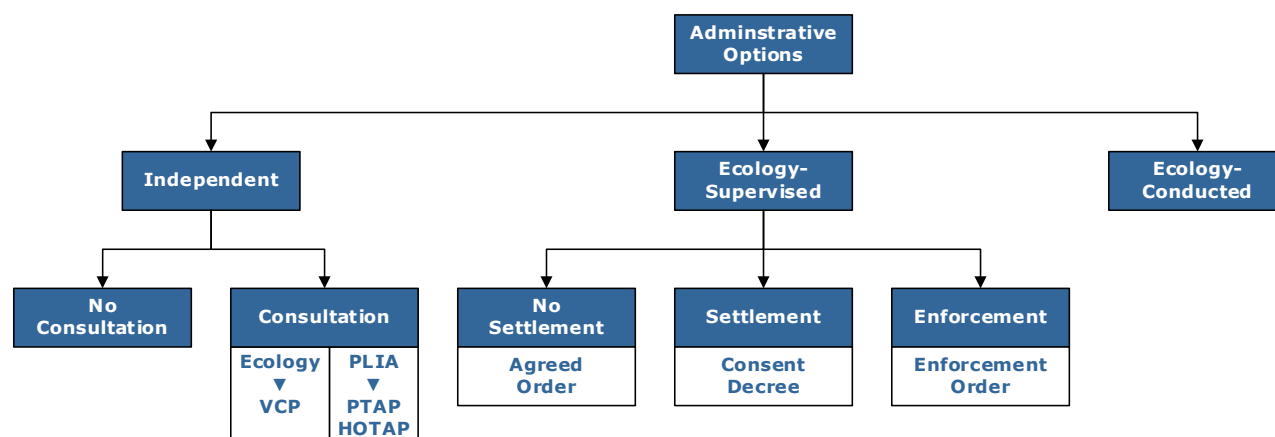 Adminstrative
Options
Independent
Ecology-
Supervised
Ecology-
Conducted
No
Consultation
Consultation
No
Settlement
Settlement
Enforcement
Ecology
▼
VCP
PLIA
▼
PTAP
HOTAP
Agreed
Order
Consent
Decree
Enforcement
Order